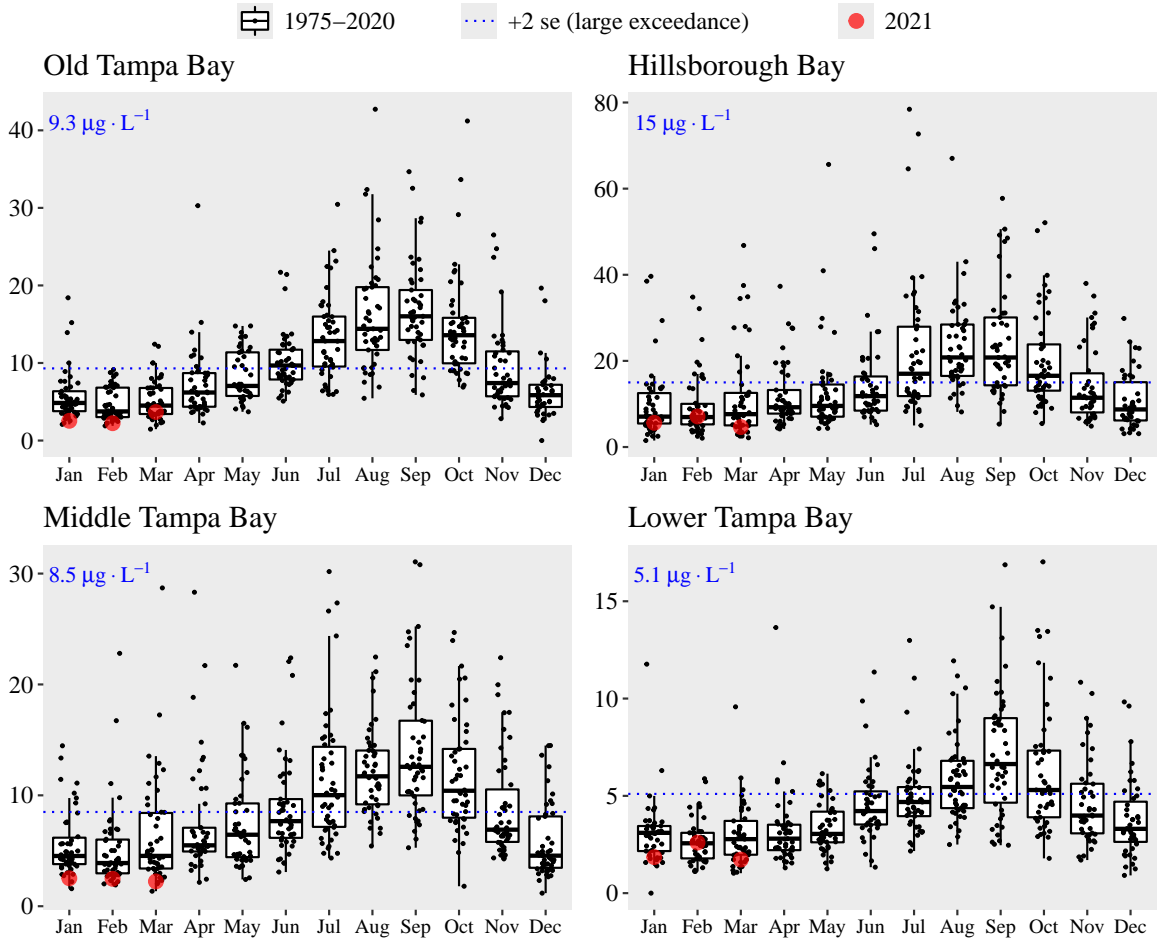 1975−2020 +2 se (large exceedance) 2021
Old Tampa Bay
9.3 μg · L⁻¹
40
30
20
10
0
Jan Feb Mar Apr May Jun Jul Aug Sep Oct Nov Dec
Hillsborough Bay
15 μg · L⁻¹
80
60
40
20
0
Jan Feb Mar Apr May Jun Jul Aug Sep Oct Nov Dec
Middle Tampa Bay
8.5 μg · L⁻¹
30
20
10
0
Jan Feb Mar Apr May Jun Jul Aug Sep Oct Nov Dec
Lower Tampa Bay
5.1 μg · L⁻¹
15
10
5
0
Jan Feb Mar Apr May Jun Jul Aug Sep Oct Nov Dec